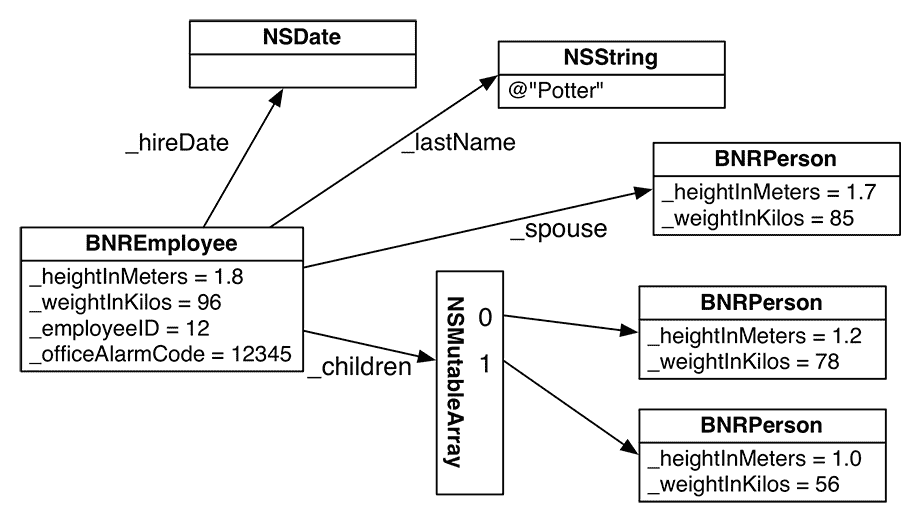 NSDate
NSString
@"Potter"
_hireDate
_lastName
BNRPerson
_heightInMeters = 1.7
_weightInKilos = 85
_spouse
BNREmployee
_heightInMeters = 1.8
_weightInKilos = 96
_employeeID = 12
_officeAlarmCode = 12345
_children
NSMutableArray
0
1
BNRPerson
_heightInMeters = 1.2
_weightInKilos = 78
BNRPerson
_heightInMeters = 1.0
_weightInKilos = 56